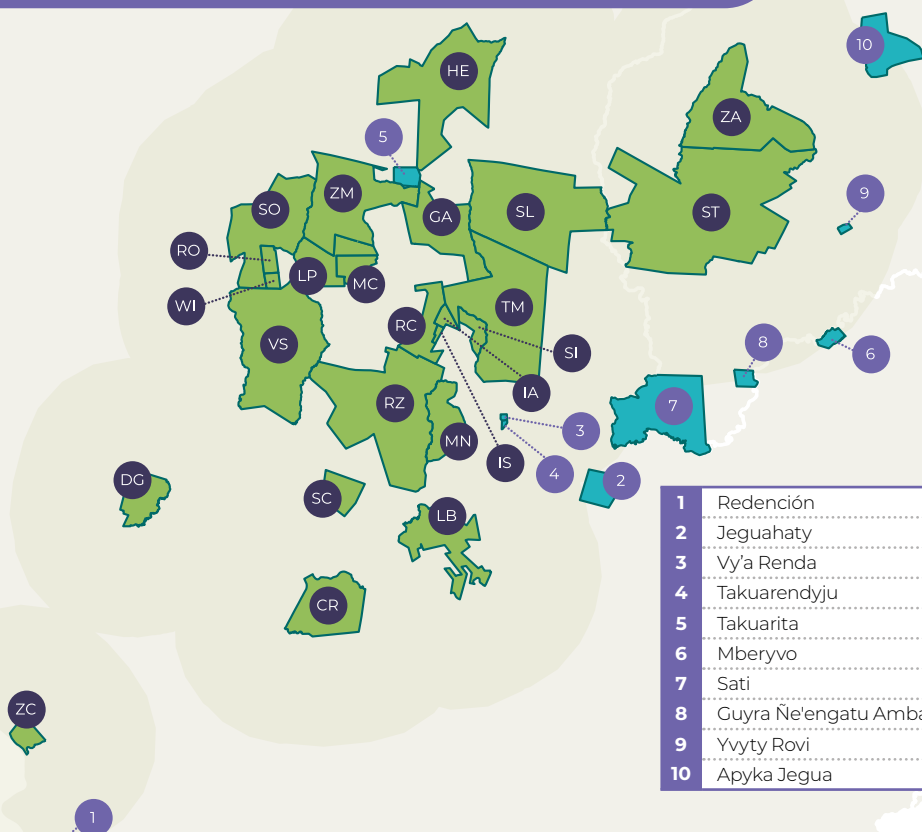 HE
10
ZA
5
ZM
SO
GA
SL
ST
9
RO
LP
MC
WI
TM
RC
VS
SI
8
6
IA
RZ
7
3
MN
IS
4
2
DG
SC
LB
CR
ZC
1
1 Redención
2 Jeguahaty
3 Vy'a Renda
4 Takuarendyju
5 Takuarita
6 Mberyvo
7 Sati
8 Guyra Ñe'engatu Amba
9 Yvyty Rovi
10 Apyka Jegua